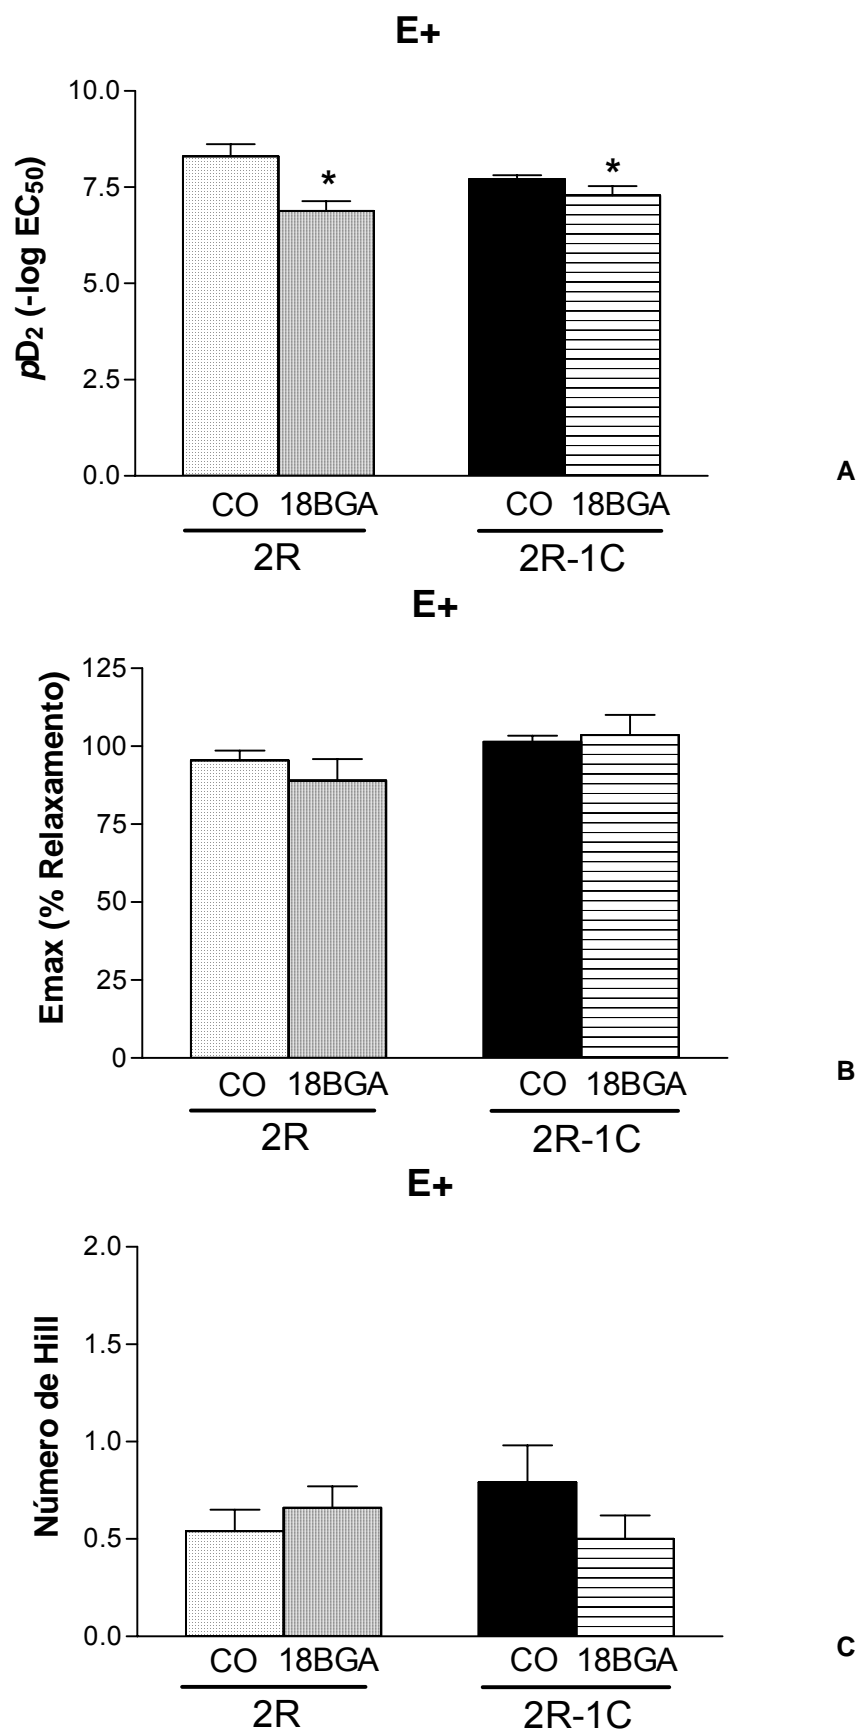 E+
10.0
7.5
5.0
2.5
0.0
pD2 (-log EC50)
*
*
CO 18BGA CO 18BGA
2R 2R-1C
A
E+
125
100
75
50
25
0
Emax (% Relaxamento)
CO 18BGA CO 18BGA
2R 2R-1C
B
E+
2.0
1.5
1.0
0.5
0.0
Número de Hill
CO 18BGA CO 18BGA
2R 2R-1C
C